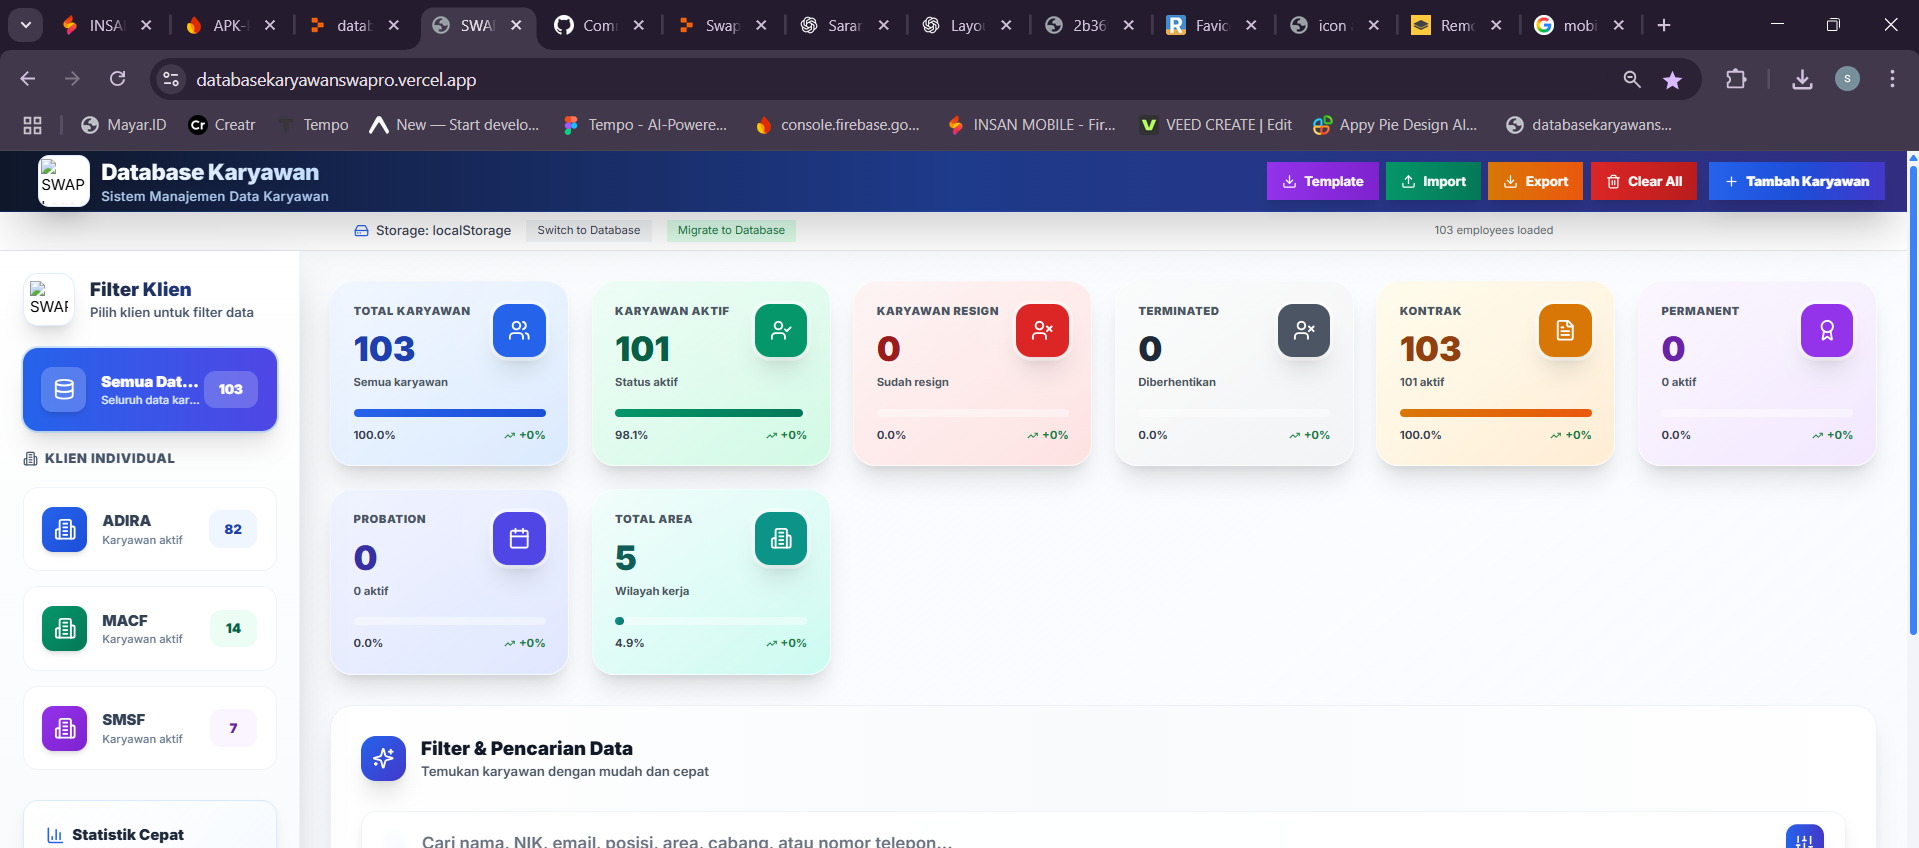 INSA
APK-
datab
SWAI
Com
Swap
Saran
Layo
2b36
Favic
icon
Remo
mobi
databasekaryawanswapro.vercel.app
S
Mayar.ID
Cr Creatr
Tempo
New — Start develo...
Tempo - AI-Powere...
console.firebase.go...
INSAN MOBILE - Fir...
VEED CREATE | Edit
Appy Pie Design AI...
databasekaryawans...
SWAP
Database Karyawan
Sistem Manajemen Data Karyawan
Template
Import
Export
Clear All
Tambah Karyawan
Storage: localStorage
Switch to Database
Migrate to Database
103 employees loaded
SWAF
Filter Klien
Pilih klien untuk filter data
Semua Dat...
Seluruh data kar...
103
KLIEN INDIVIDUAL
ADIRA
Karyawan aktif
82
MACF
Karyawan aktif
14
SMSF
Karyawan aktif
7
Statistik Cepat
TOTAL KARYAWAN
103
Semua karyawan
100.0%
+0%
KARYAWAN AKTIF
101
Status aktif
98.1%
+0%
KARYAWAN RESIGN
0
Sudah resign
0.0%
+0%
TERMINATED
0
Diberhentikan
0.0%
+0%
KONTRAK
103
101 aktif
100.0%
+0%
PERMANENT
0
0 aktif
0.0%
+0%
PROBATION
0
0 aktif
0.0%
+0%
TOTAL AREA
5
Wilayah kerja
4.9%
+0%
Filter & Pencarian Data
Temukan karyawan dengan mudah dan cepat
Cari nama, NIK, email, posisi, area, cabang, atau nomor telepon...